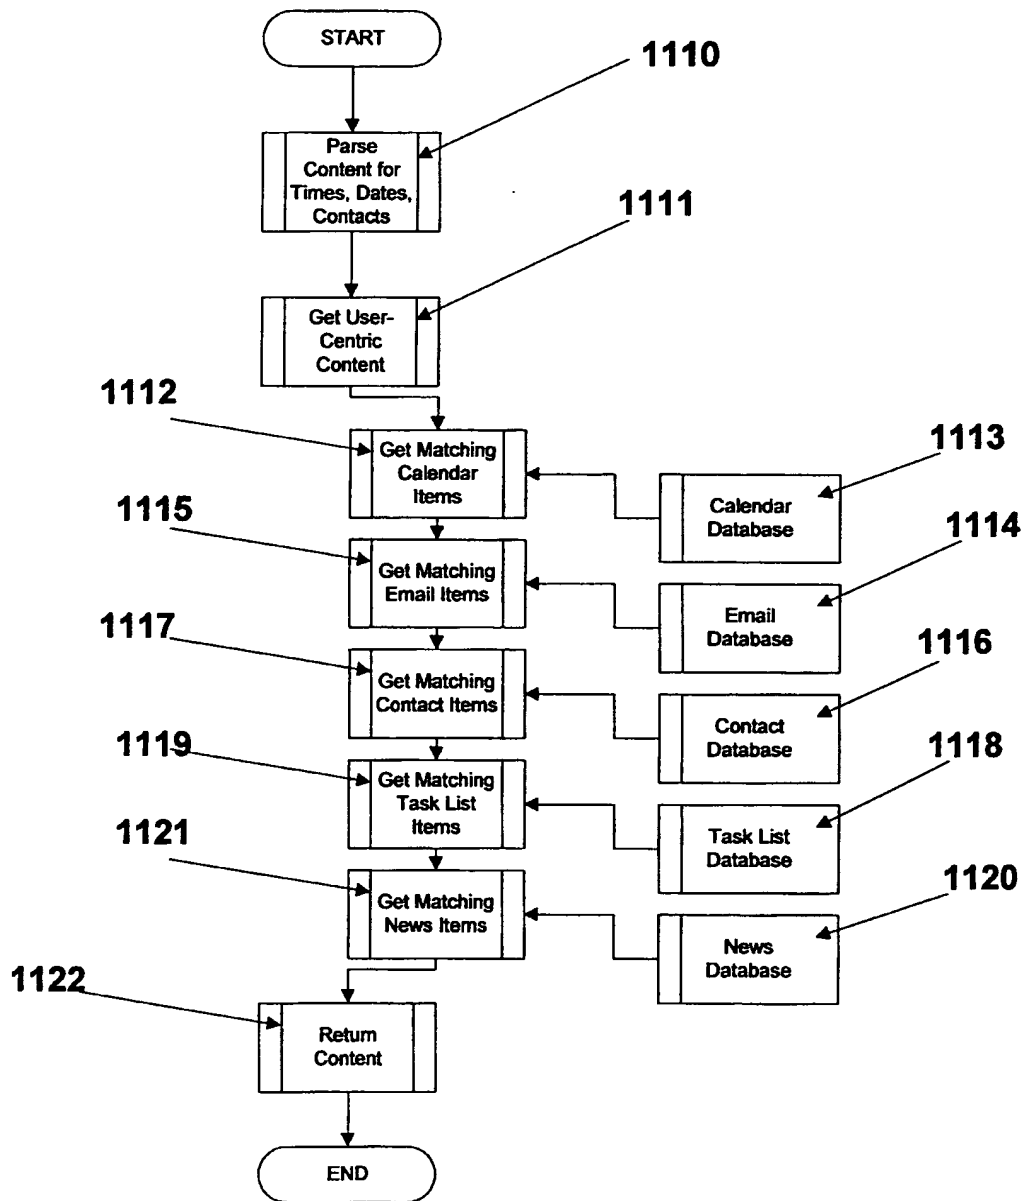 START
1110
Parse
Content for
Times, Dates,
Contacts
1111
Get User-
Centric
Content
1112
Get Matching
Calendar
Items
1113
Calendar
Database
1115
Get Matching
Email Items
1114
Email
Database
1117
Get Matching
Contact Items
1116
Contact
Database
1119
Get Matching
Task List
Items
1118
Task List
Database
1121
Get Matching
News Items
1120
News
Database
1122
Return
Content
END